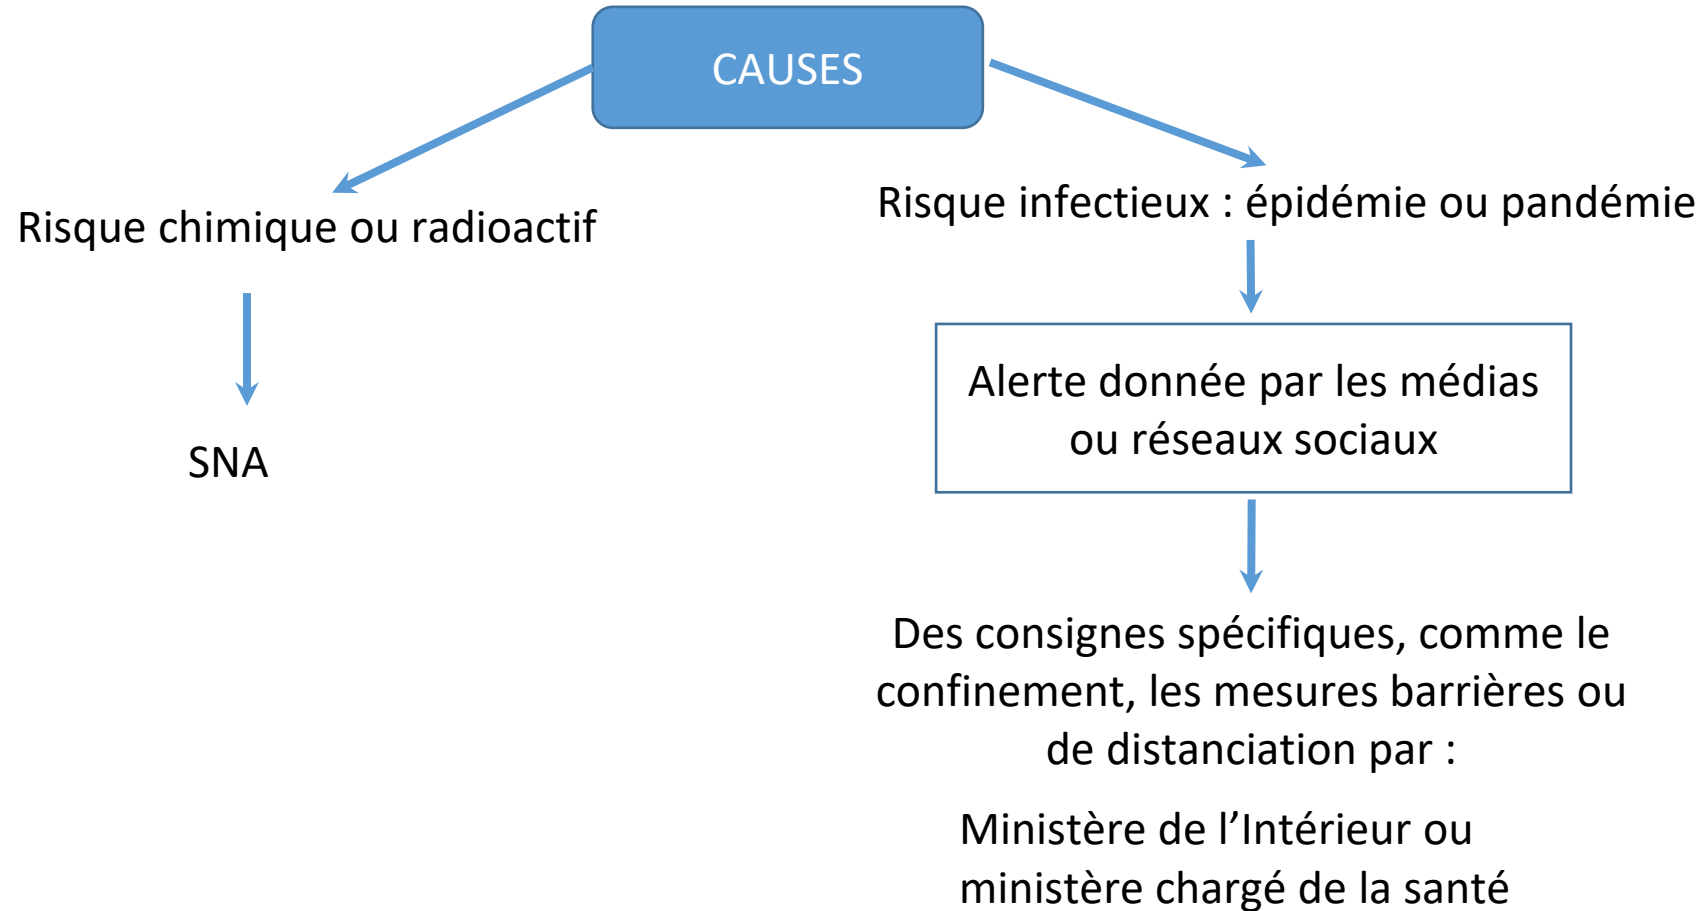 CAUSES
Risque chimique ou radioactif
SNA
Risque infectieux : épidémie ou pandémie
Alerte donnée par les médias
ou réseaux sociaux
Des consignes spécifiques, comme le
confinement, les mesures barrières ou
de distanciation par :
Ministère de l’Intérieur ou
ministère chargé de la santé